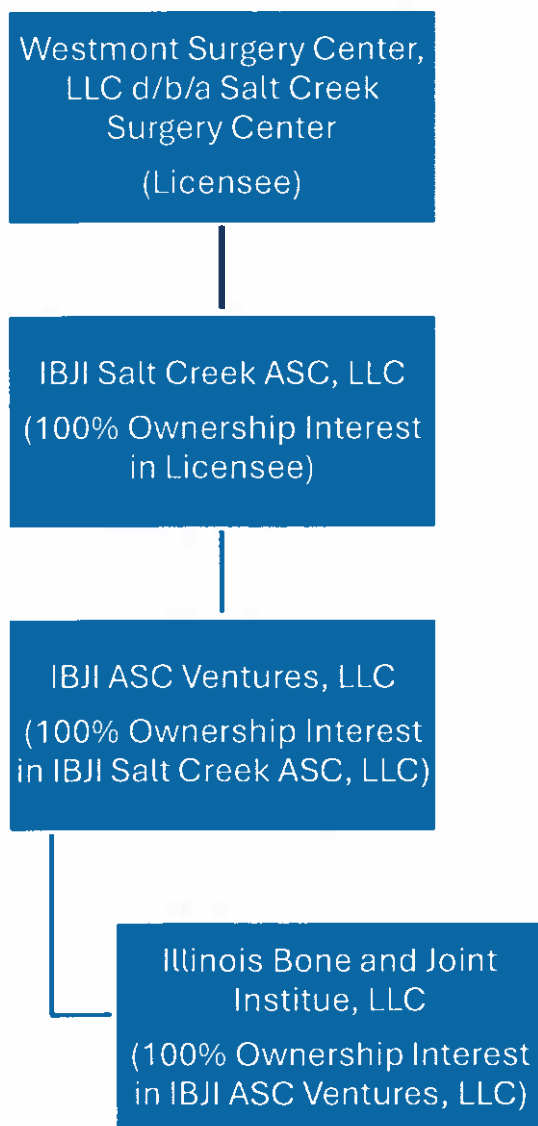 Westmont Surgery Center,
LLC d/b/a Salt Creek
Surgery Center
(Licensee)
IBJI Salt Creek ASC, LLC
(100% Ownership Interest
in Licensee)
IBJI ASC Ventures, LLC
(100% Ownership Interest
in IBJI Salt Creek ASC, LLC)
Illinois Bone and Joint
Institue, LLC
(100% Ownership Interest
in IBJI ASC Ventures, LLC)